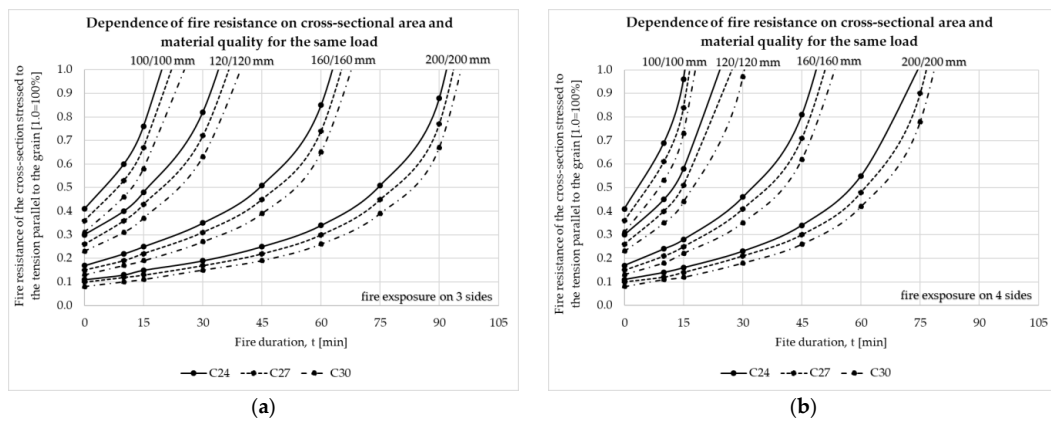 Dependence of fire resistance on cross-sectional area and
material quality for the same load
100/100 mm 120/120 mm 160/160 mm 200/200 mm
Fire resistance of the cross-section stressed to
the tension parallel to the grain [1.0=100%]
1.0
0.9
0.8
0.7
0.6
0.5
0.4
0.3
0.2
0.1
0.0
fire exsposure on 3 sides
0 15 30 45 60 75 90 105
Fire duration, t [min]
C24 C27 C30
(a)
Dependence of fire resistance on cross-sectional area and
material quality for the same load
100/100 mm 120/120 mm 160/160 mm 200/200 mm
Fire resistance of the cross-section stressed to
the tension parallel to the grain [1.0=100%]
1.0
0.9
0.8
0.7
0.6
0.5
0.4
0.3
0.2
0.1
0.0
fire exsposure on 4 sides
0 15 30 45 60 75 90 105
Fite duration, t [min]
C24 C27 C30
(b)